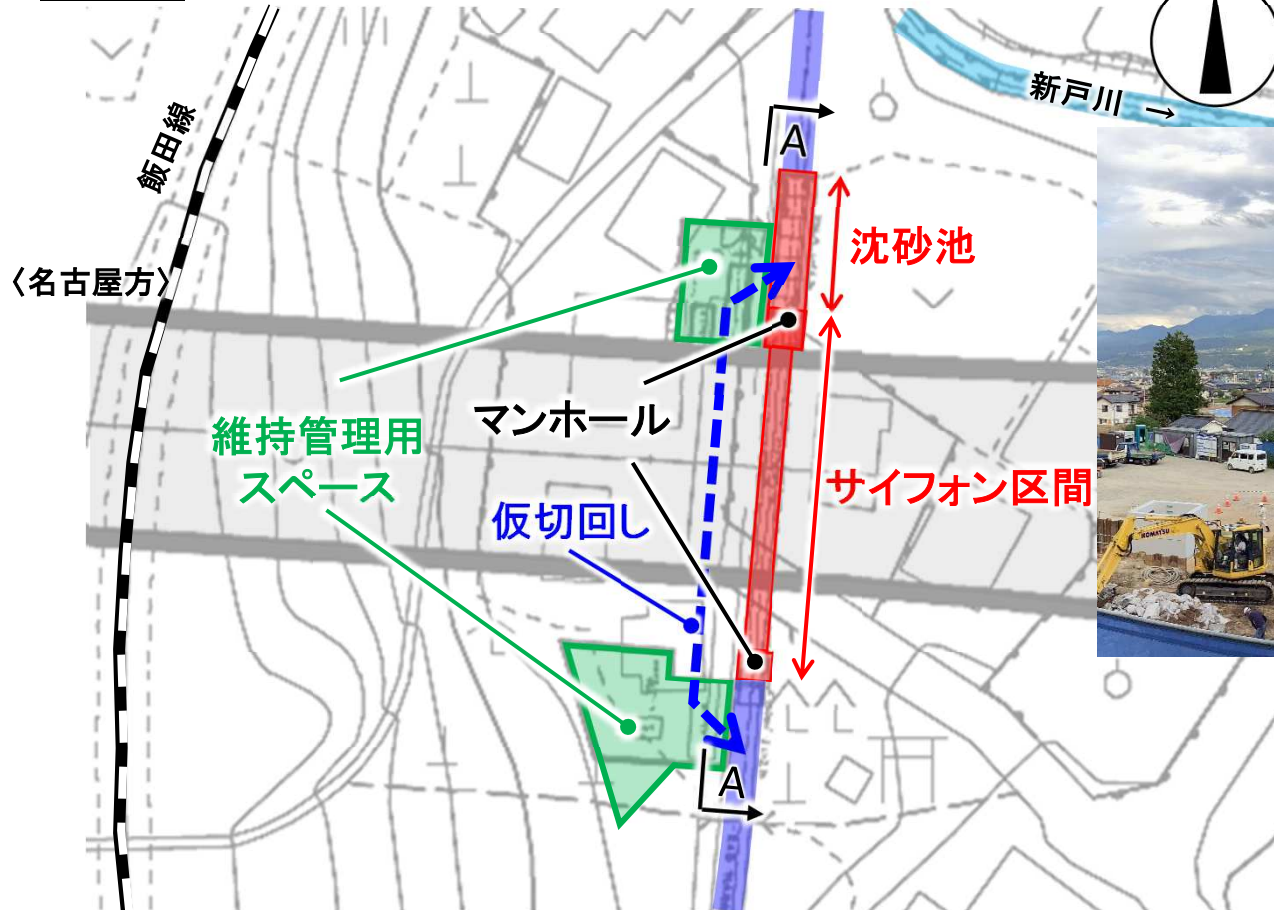 新戸川 →
A
飯田線
沈砂池
〈名古屋方〉
マンホール
維持管理用
スペース
サイフォン区間
仮切回し
KOMATSU
A